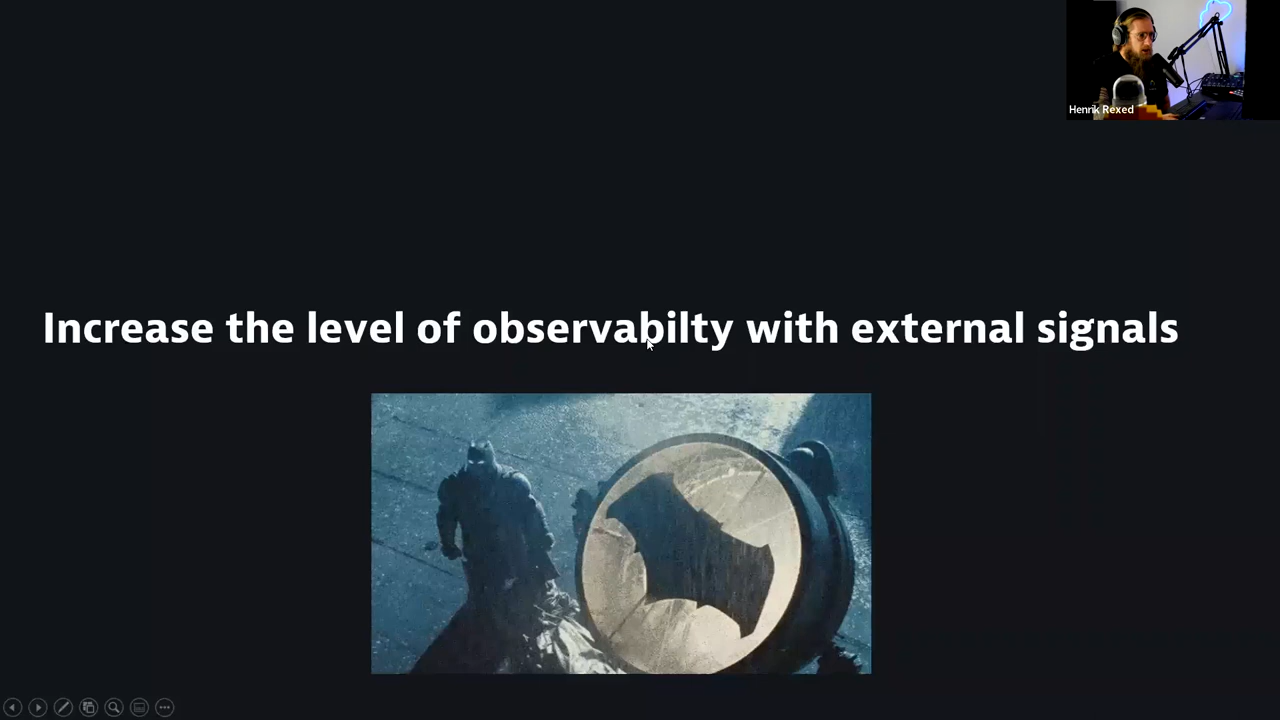 Henrik Rexed
Increase the level of observabilty with external signals